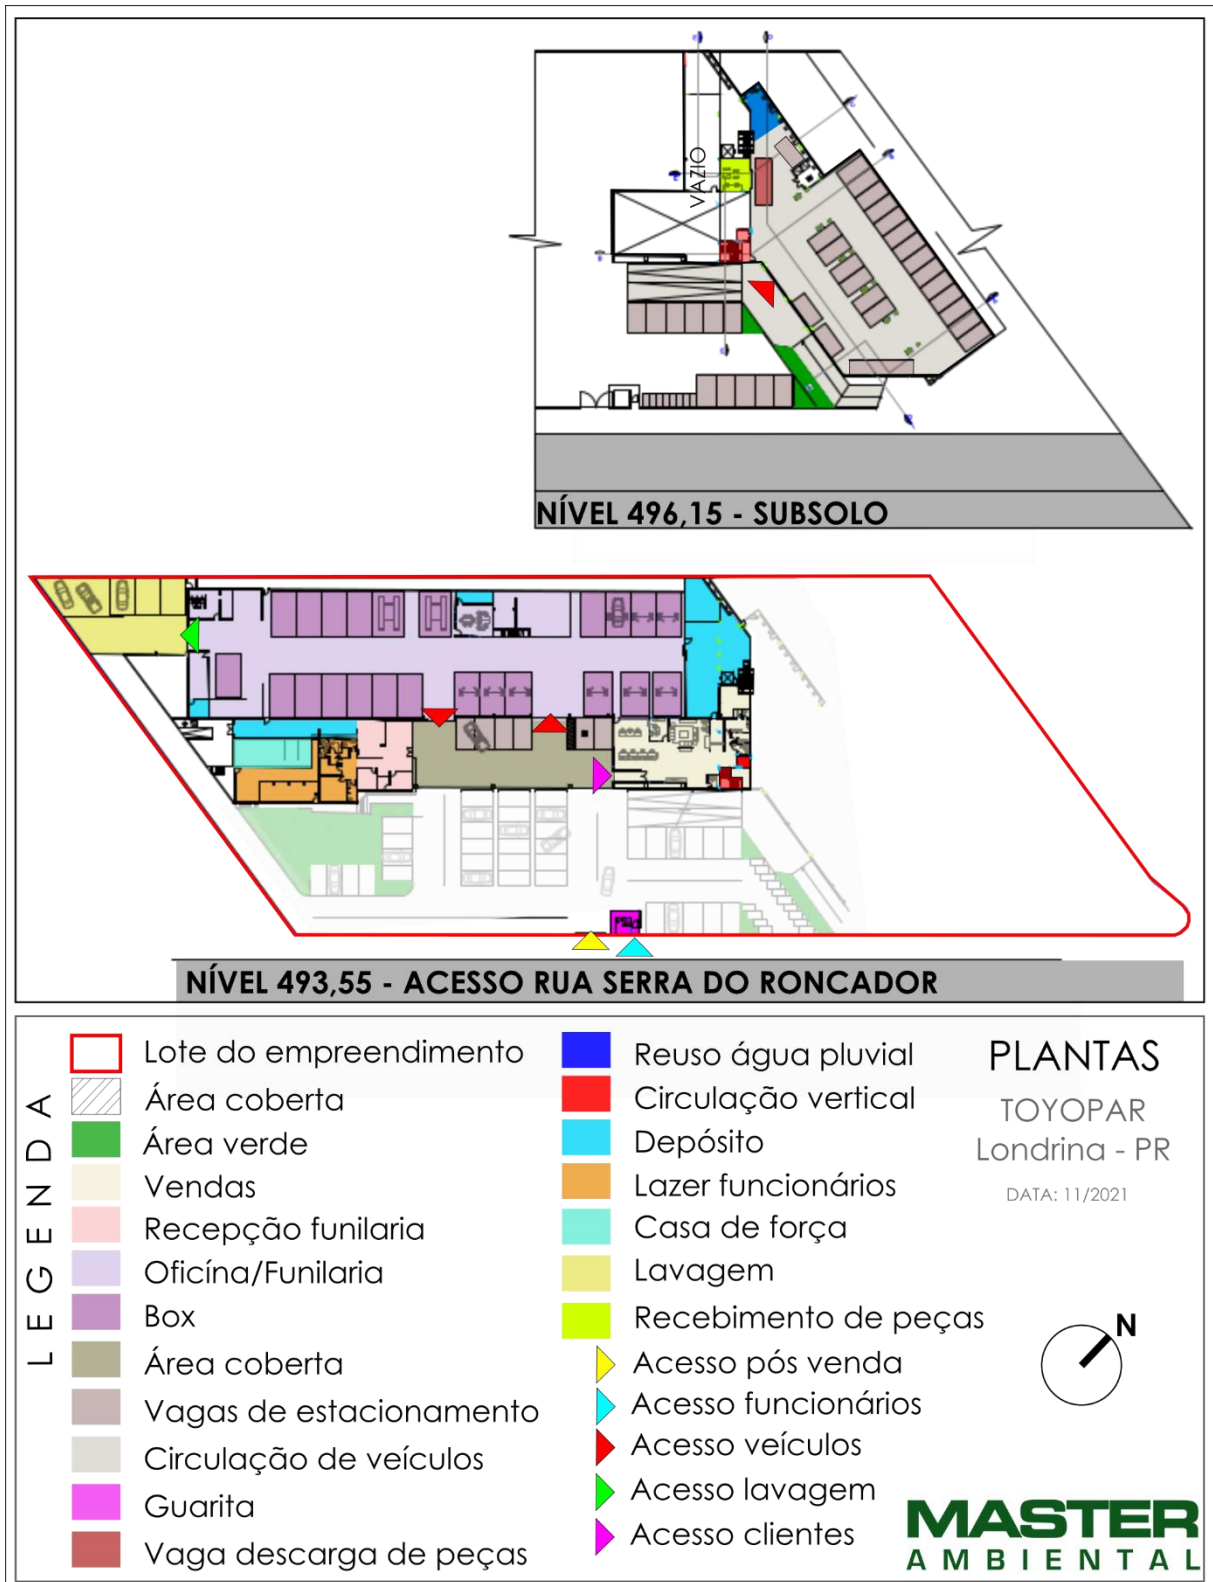 VAZIO
NÍVEL 496,15 - SUBSOLO
NÍVEL 493,55 - ACESSO RUA SERRA DO RONCADOR
LEGENDA
Lote do empreendimento
Área coberta
Área verde
Vendas
Recepção funilaria
Oficína/Funilaria
Box
Área coberta
Vagas de estacionamento
Circulação de veículos
Guarita
Vaga descarga de peças
Reuso água pluvial
Circulação vertical
Depósito
Lazer funcionários
Casa de força
Lavagem
Recebimento de peças
Acesso pós venda
Acesso funcionários
Acesso veículos
Acesso lavagem
Acesso clientes
PLANTAS
TOYOPAR
Londrina - PR
DATA: 11/2021
N
MASTER
AMBIENTAL